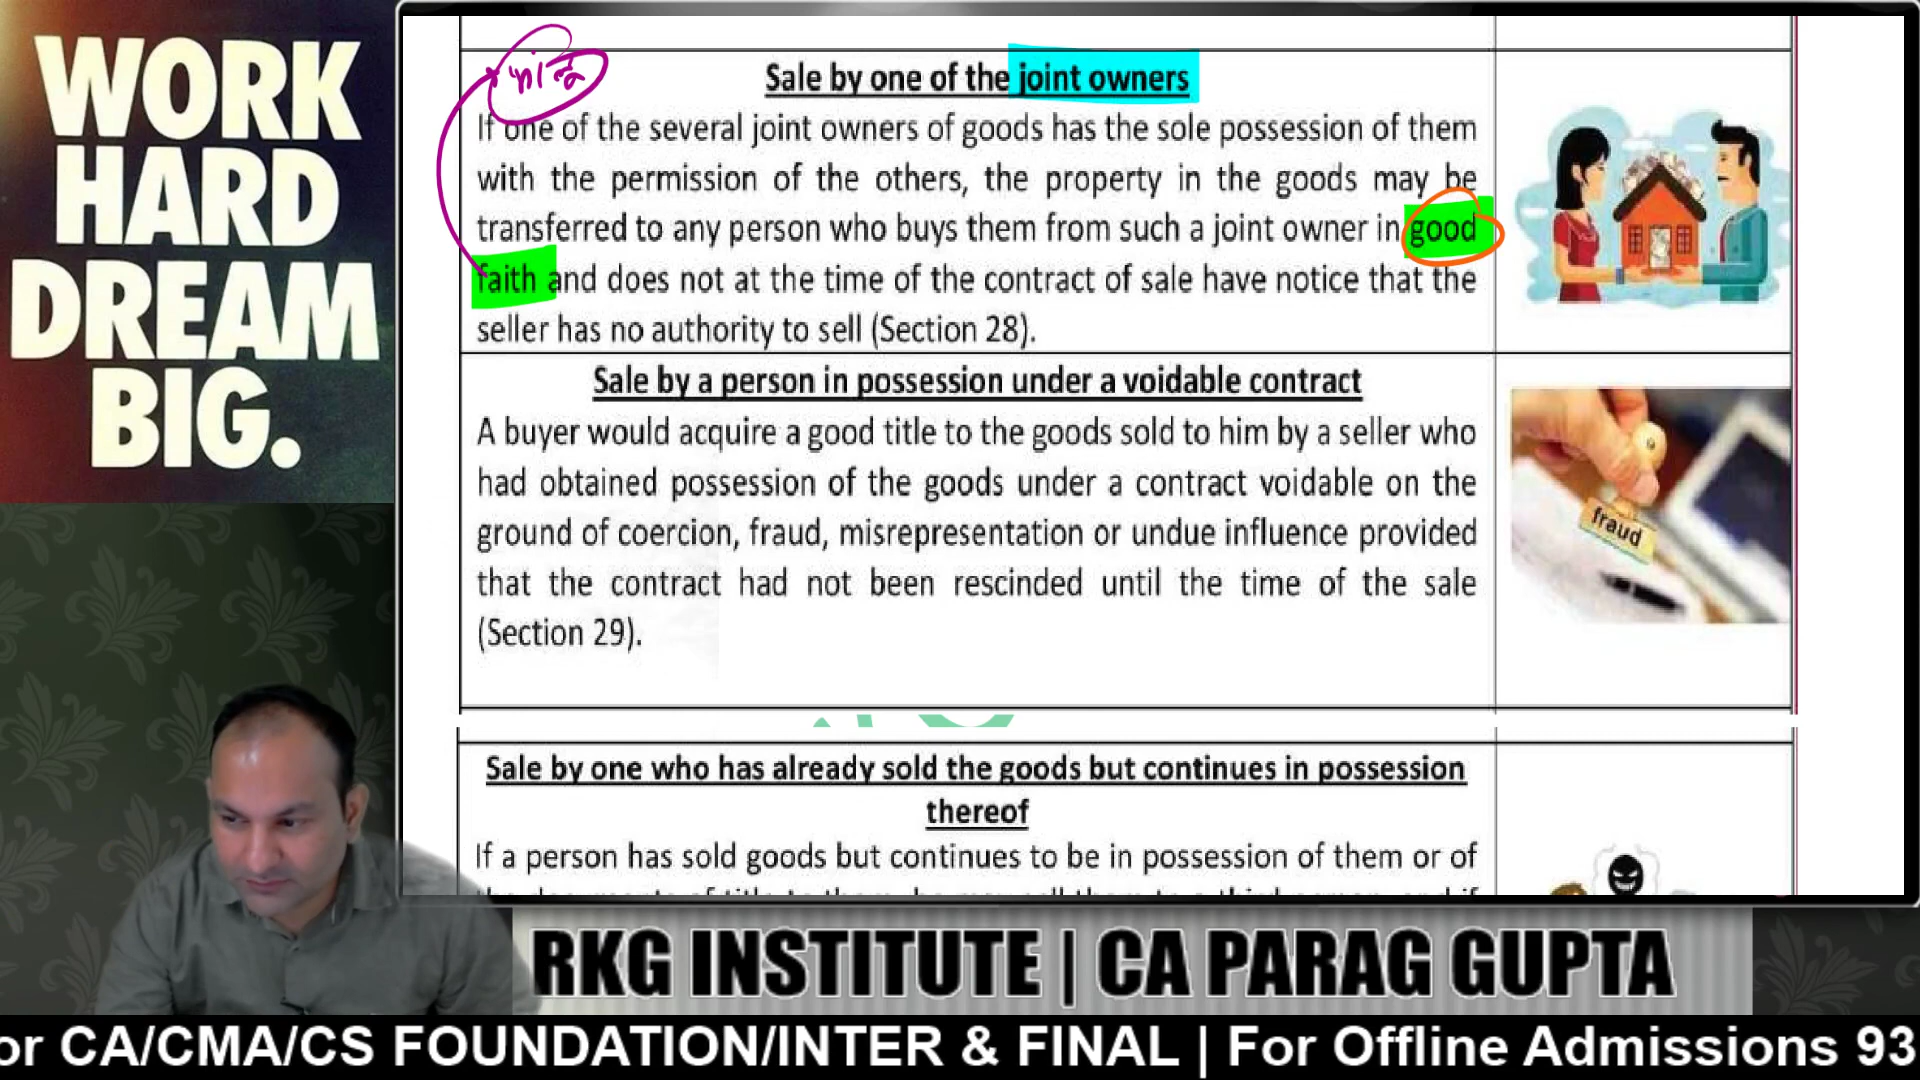 WORK
HARD
DREAM
BIG.
Sale by one of the joint owners
If one of the several joint owners of goods has the sole possession of them
with the permission of the others, the property in the goods may be
transferred to any person who buys them from such a joint owner in good
faith and does not at the time of the contract of sale have notice that the
seller has no authority to sell (Section 28).
Sale by a person in possession under a voidable contract
A buyer would acquire a good title to the goods sold to him by a seller who
had obtained possession of the goods under a contract voidable on the
ground of coercion, fraud, misrepresentation or undue influence provided
that the contract had not been rescinded until the time of the sale
(Section 29).
fraud
Sale by one who has already sold the goods but continues in possession
thereof
If a person has sold goods but continues to be in possession of them or of
RKG INSTITUTE | CA PARAG GUPTA
or CA/CMA/CS FOUNDATION/INTER & FINAL | For Offline Admissions 93